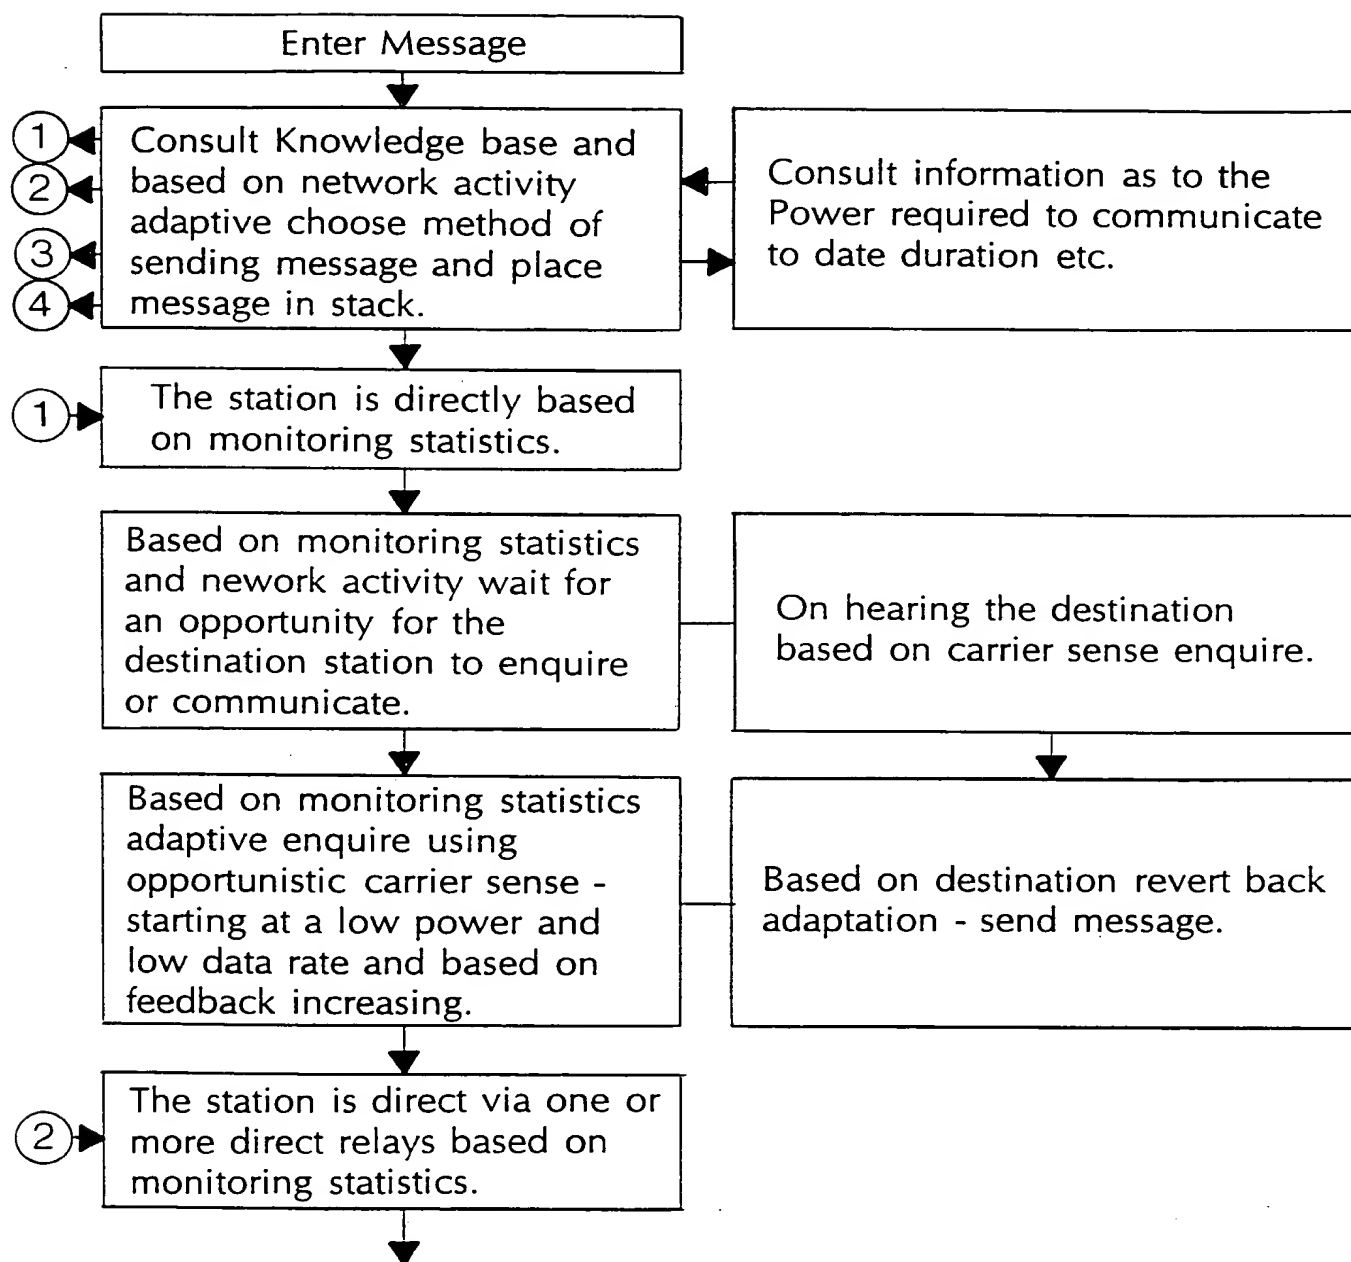 Enter Message
1
2
3
4
Consult Knowledge base and
based on network activity
adaptive choose method of
sending message and place
message in stack.
Consult information as to the
Power required to communicate
to date duration etc.
1
The station is directly based
on monitoring statistics.
Based on monitoring statistics
and nework activity wait for
an opportunity for the
destination station to enquire
or communicate.
On hearing the destination
based on carrier sense enquire.
Based on monitoring statistics
adaptive enquire using
opportunistic carrier sense -
starting at a low power and
low data rate and based on
feedback increasing.
Based on destination revert back
adaptation - send message.
2
The station is direct via one or
more direct relays based on
monitoring statistics.